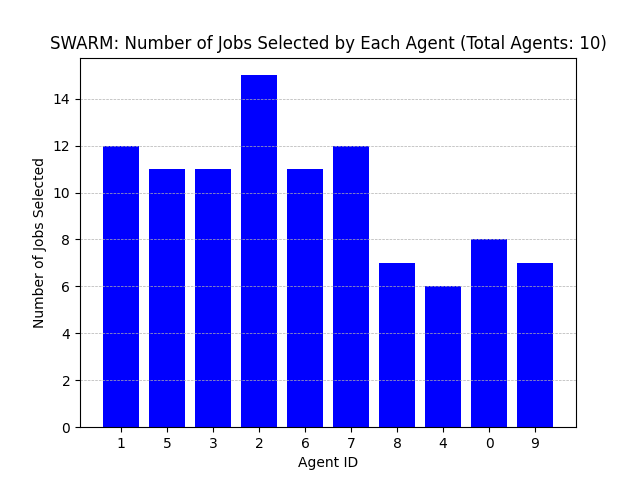 SWARM: Number of Jobs Selected by Each Agent (Total Agents: 10)
Number of Jobs Selected
14
12
10
8
6
4
2
0
1 5 3 2 6 7 8 4 0 9
Agent ID